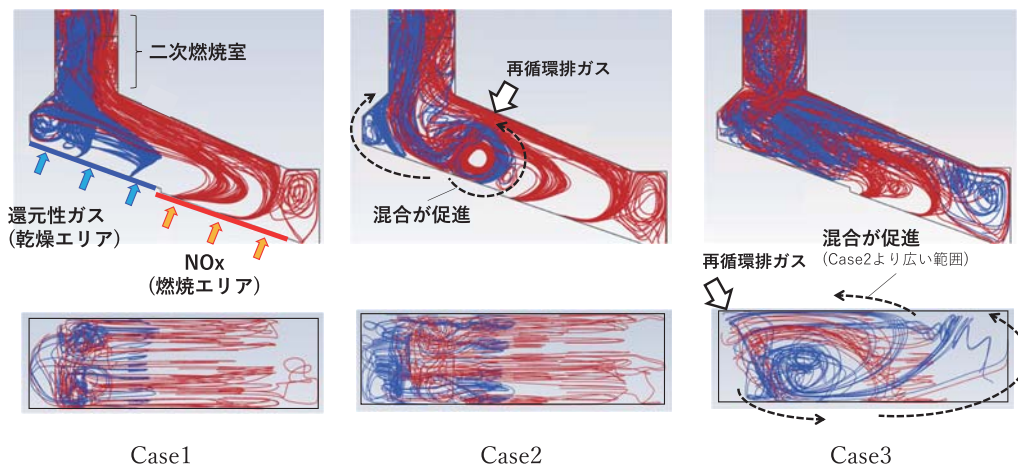 二次燃焼室
還元性ガス
(乾燥エリア)
NOx
(燃焼エリア)
再循環排ガス
混合が促進
混合が促進
(Case2より広い範囲)
再循環排ガス
Case1
Case2
Case3